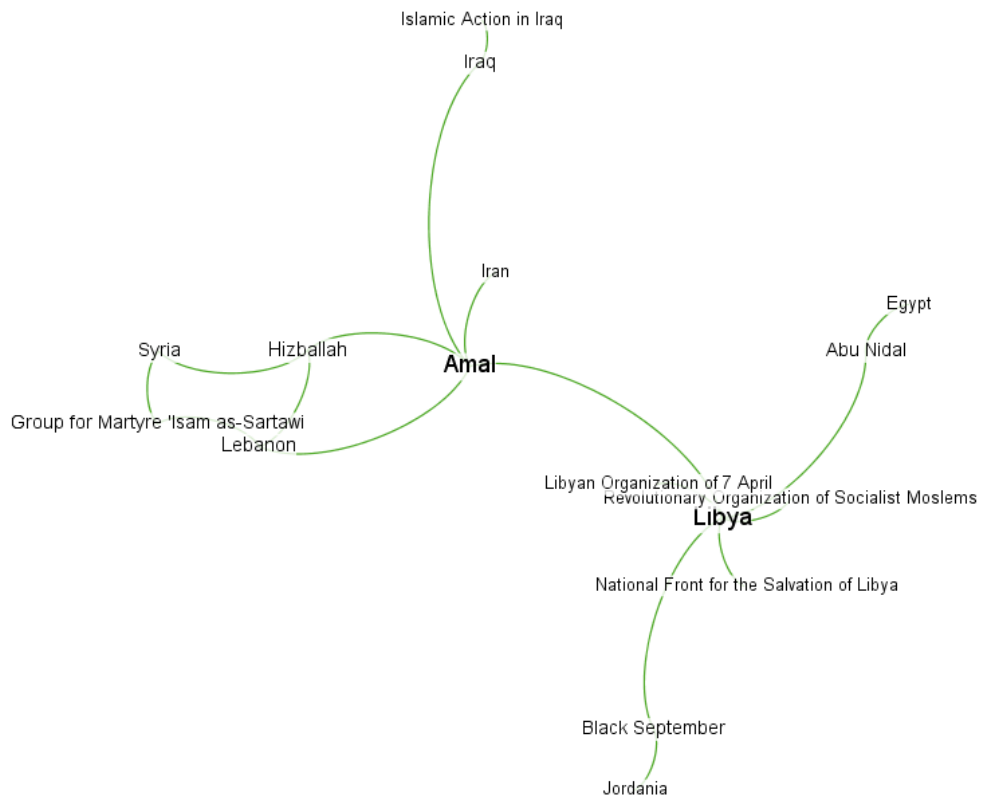 Islamic Action in Iraq
Iraq
Iran
Egypt
Syria
Hizballah
Abu Nidal
Amal
Group for Martyre 'Isam as-Sartawi
Lebanon
Libyan Organization of 7 April
Revolutionary Organization of Socialist Moslems
Libya
National Front for the Salvation of Libya
Black September
Jordania